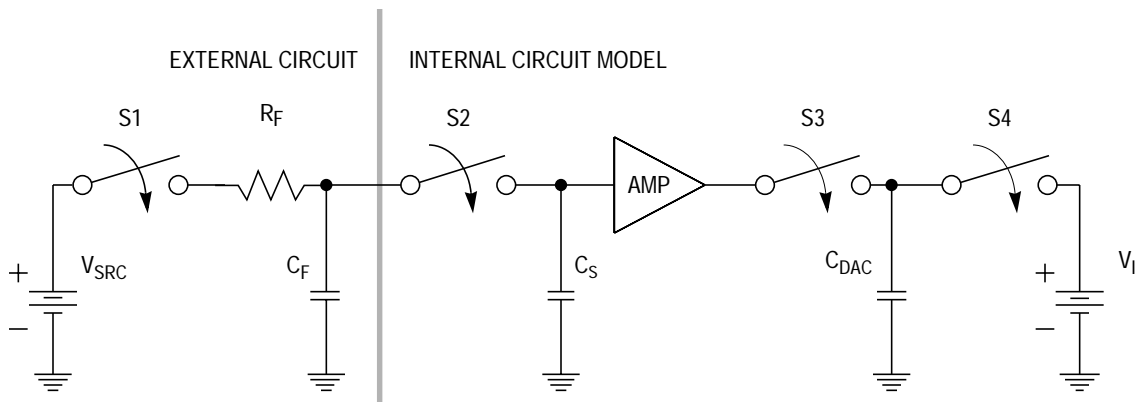 EXTERNAL CIRCUIT
INTERNAL CIRCUIT MODEL
S1
RF
S2
S3
S4
AMP
+
VSRC
−
CF
CS
CDAC
+
VI
−